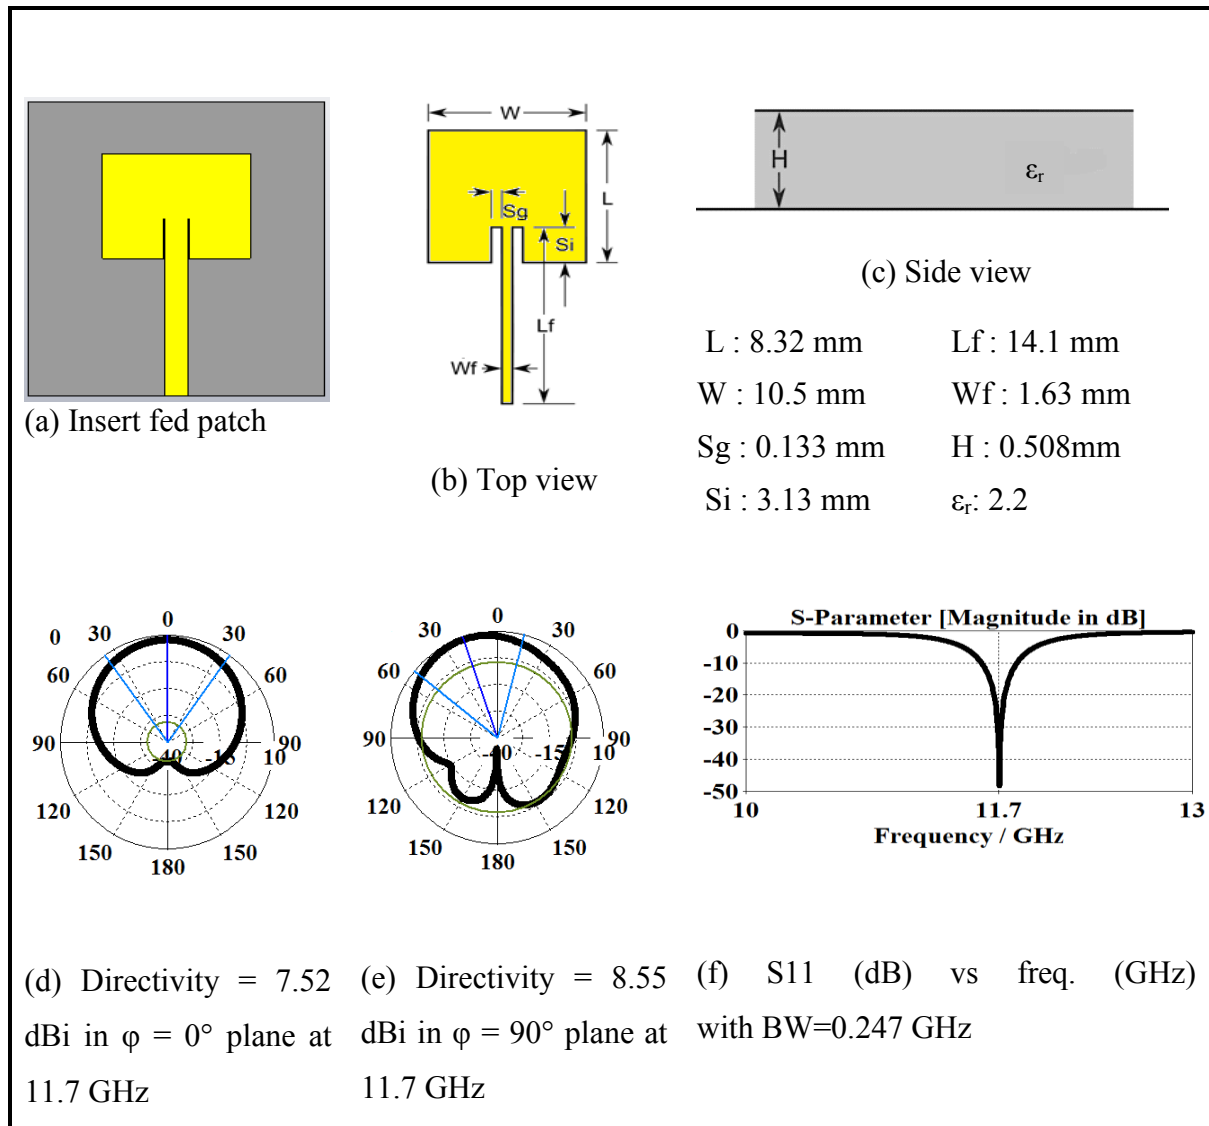 (a) Insert fed patch
W
Sg
L
Si
Lf
Wf
(b) Top view
H
εr
(c) Side view
L : 8.32 mm Lf : 14.1 mm
W : 10.5 mm Wf : 1.63 mm
Sg : 0.133 mm H : 0.508mm
Si : 3.13 mm εr: 2.2
0
0 30 30
60 60
90 -40 -15 10 90
120 120
150 150
180
0
30 30
60 60
90 -40 -15 10 90
120 120
150 150
180
S-Parameter [Magnitude in dB]
0
-10
-20
-30
-40
-50
10 11.7 13
Frequency / GHz
(d) Directivity = 7.52
dBi in φ = 0° plane at
11.7 GHz
(e) Directivity = 8.55
dBi in φ = 90° plane at
11.7 GHz
(f) S11 (dB) vs freq. (GHz)
with BW=0.247 GHz